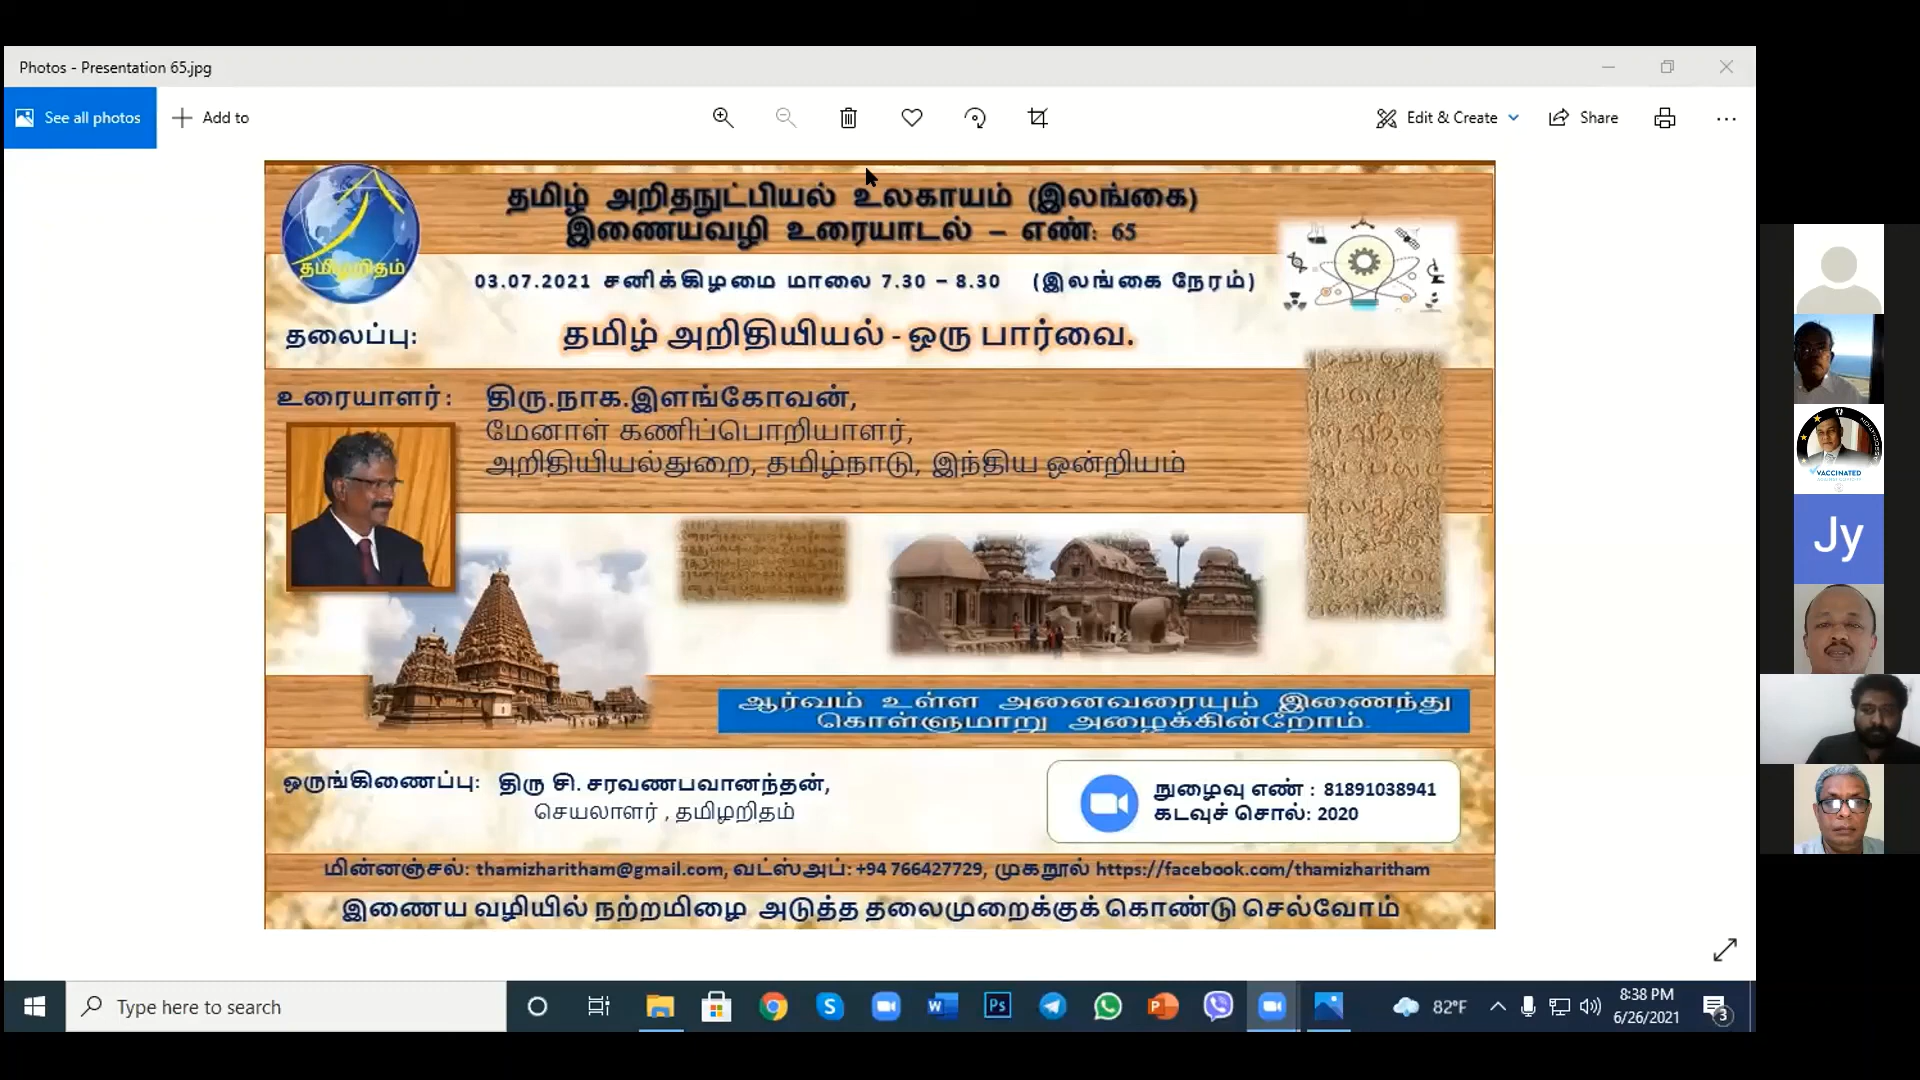 Photos - Presentation 65.jpg
See all photos
Add to
Edit & Create
Share
தமிழ் அறிதநுட்பியல் உலகாயம் (இலங்கை)
இணையவழி உரையாடல் – எண்: 65
தமிழறிதம்
03.07.2021 சனிக்கிழமை மாலை 7.30 – 8.30 (இலங்கை நேரம்)
தலைப்பு: தமிழ் அறிதியியல் - ஒரு பார்வை.
உரையாளர்: திரு.நாக.இளங்கோவன்,
மேனாள் கணிப்பொறியாளர்,
அறிதியியல்துறை, தமிழ்நாடு, இந்திய ஒன்றியம்
ஆர்வம் உள்ள அனைவரையும் இணைந்து
கொள்ளுமாறு அழைக்கின்றோம்.
ஒருங்கிணைப்பு: திரு சி. சரவணபவானந்தன்,
செயலாளர் , தமிழறிதம்
நுழைவு எண் : 81891038941
கடவுச் சொல்: 2020
மின்னஞ்சல்: thamizharitham@gmail.com, வட்ஸ்அப்: +94 766427729, முகநூல் https://facebook.com/thamizharitham
இணைய வழியில் நற்றமிழை அடுத்த தலைமுறைக்குக் கொண்டு செல்வோம்
VACCINATED
Jy
Type here to search
82°F
8:38 PM
6/26/2021
3